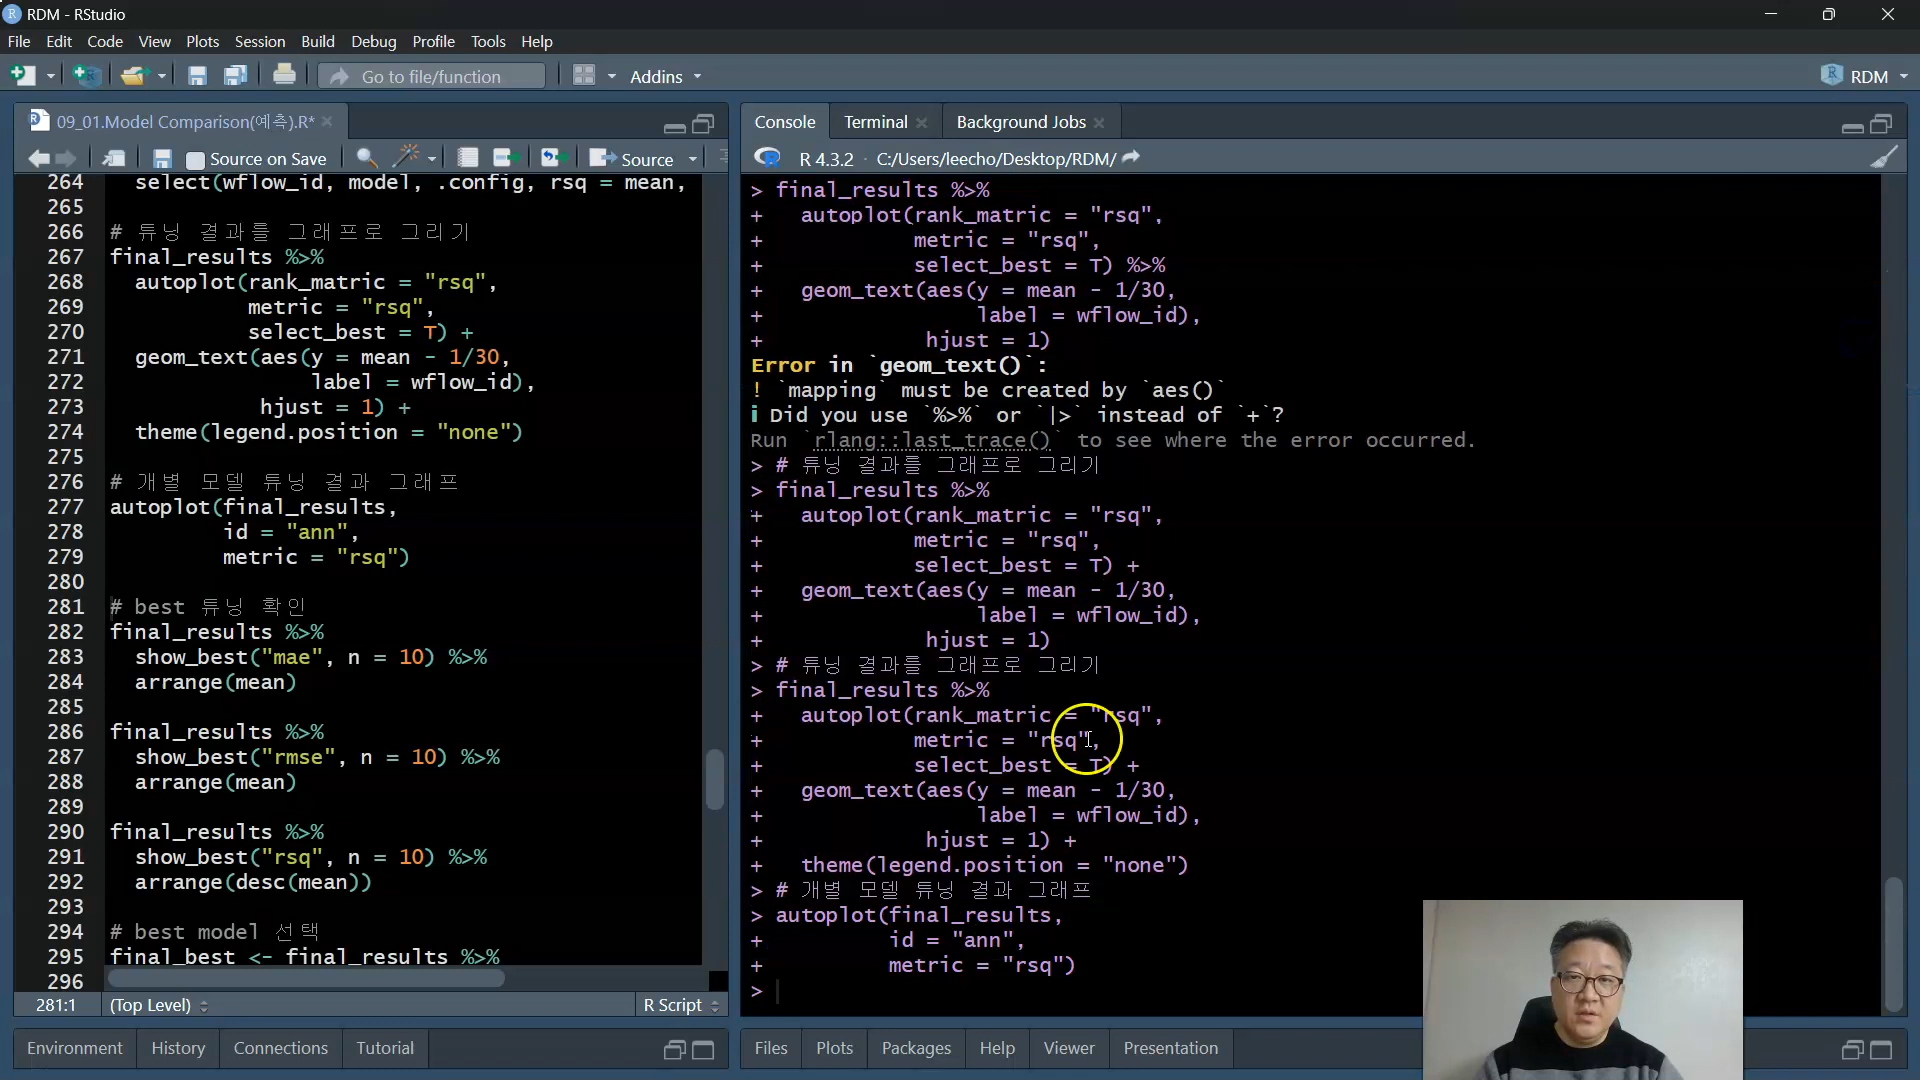 RDM - RStudio
File Edit Code View Plots Session Build Debug Profile Tools Help
Go to file/function Addins RDM
09_01.Model Comparison(예측).R*
Source on Save Source
264 select(wflow_id, model, .config, rsq = mean,
265
266 # 튜닝 결과를 그래프로 그리기
267 final_results %>%
268 autoplot(rank_matric = "rsq",
269 metric = "rsq",
270 select_best = T) +
271 geom_text(aes(y = mean - 1/30,
272 label = wflow_id),
273 hjust = 1) +
274 theme(legend.position = "none")
275
276 # 개별 모델 튜닝 결과 그래프
277 autoplot(final_results,
278 id = "ann",
279 metric = "rsq")
280
281 # best 튜닝 확인
282 final_results %>%
283 show_best("mae", n = 10) %>%
284 arrange(mean)
285
286 final_results %>%
287 show_best("rmse", n = 10) %>%
288 arrange(mean)
289
290 final_results %>%
291 show_best("rsq", n = 10) %>%
292 arrange(desc(mean))
293
294 # best model 선택
295 final_best <- final_results %>%
296
281:1 (Top Level) R Script
Environment History Connections Tutorial
Console Terminal Background Jobs
R 4.3.2 · C:/Users/leecho/Desktop/RDM/
> final_results %>%
+ autoplot(rank_matric = "rsq",
+ metric = "rsq",
+ select_best = T) %>%
+ geom_text(aes(y = mean - 1/30,
+ label = wflow_id),
+ hjust = 1)
Error in `geom_text()`:
! `mapping` must be created by `aes()`
i Did you use `%>%` or `|>` instead of `+`?
Run `rlang::last_trace()` to see where the error occurred.
> # 튜닝 결과를 그래프로 그리기
> final_results %>%
+ autoplot(rank_matric = "rsq",
+ metric = "rsq",
+ select_best = T) +
+ geom_text(aes(y = mean - 1/30,
+ label = wflow_id),
+ hjust = 1)
> # 튜닝 결과를 그래프로 그리기
> final_results %>%
+ autoplot(rank_matric = "rsq",
+ metric = "rsq",
+ select_best = T) +
+ geom_text(aes(y = mean - 1/30,
+ label = wflow_id),
+ hjust = 1) +
+ theme(legend.position = "none")
> # 개별 모델 튜닝 결과 그래프
> autoplot(final_results,
+ id = "ann",
+ metric = "rsq")
>
Files Plots Packages Help Viewer Presentation